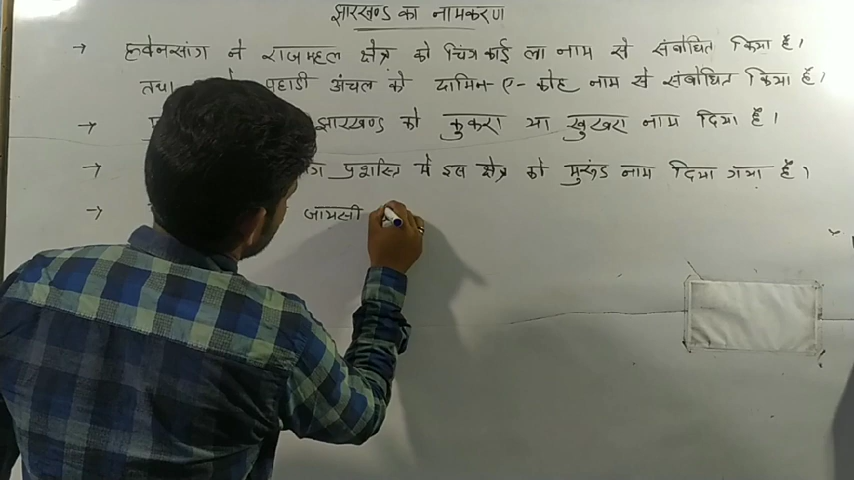 झारखण्ड का नामकरण
→ ह्वेनसांग ने राजमहल क्षेत्र को चिंग काई ला नाम से संबोधित किया है।
तथा पहाडी अंचल को दामिन-ए-कोह नाम से संबोधित किया है।
→ झारखण्ड को कुकरा या खुखरा नाम दिया है।
→ प्रशस्ति में इस क्षेत्र को मुरूंड नाम दिया गया है।
→ जायसी